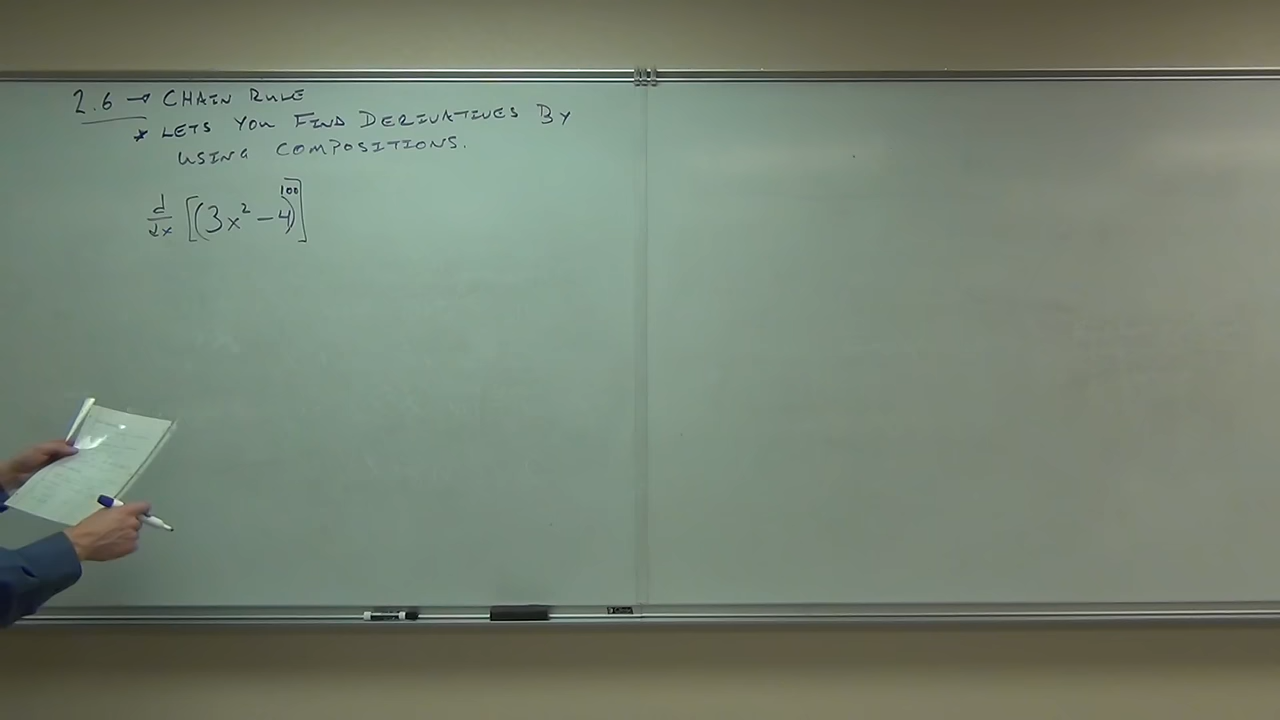 2.6 → CHAIN RULE
* LETS YOU FIND DERIVATIVES BY
USING COMPOSITIONS.
d/dx [(3x² - 4)¹⁰⁰]